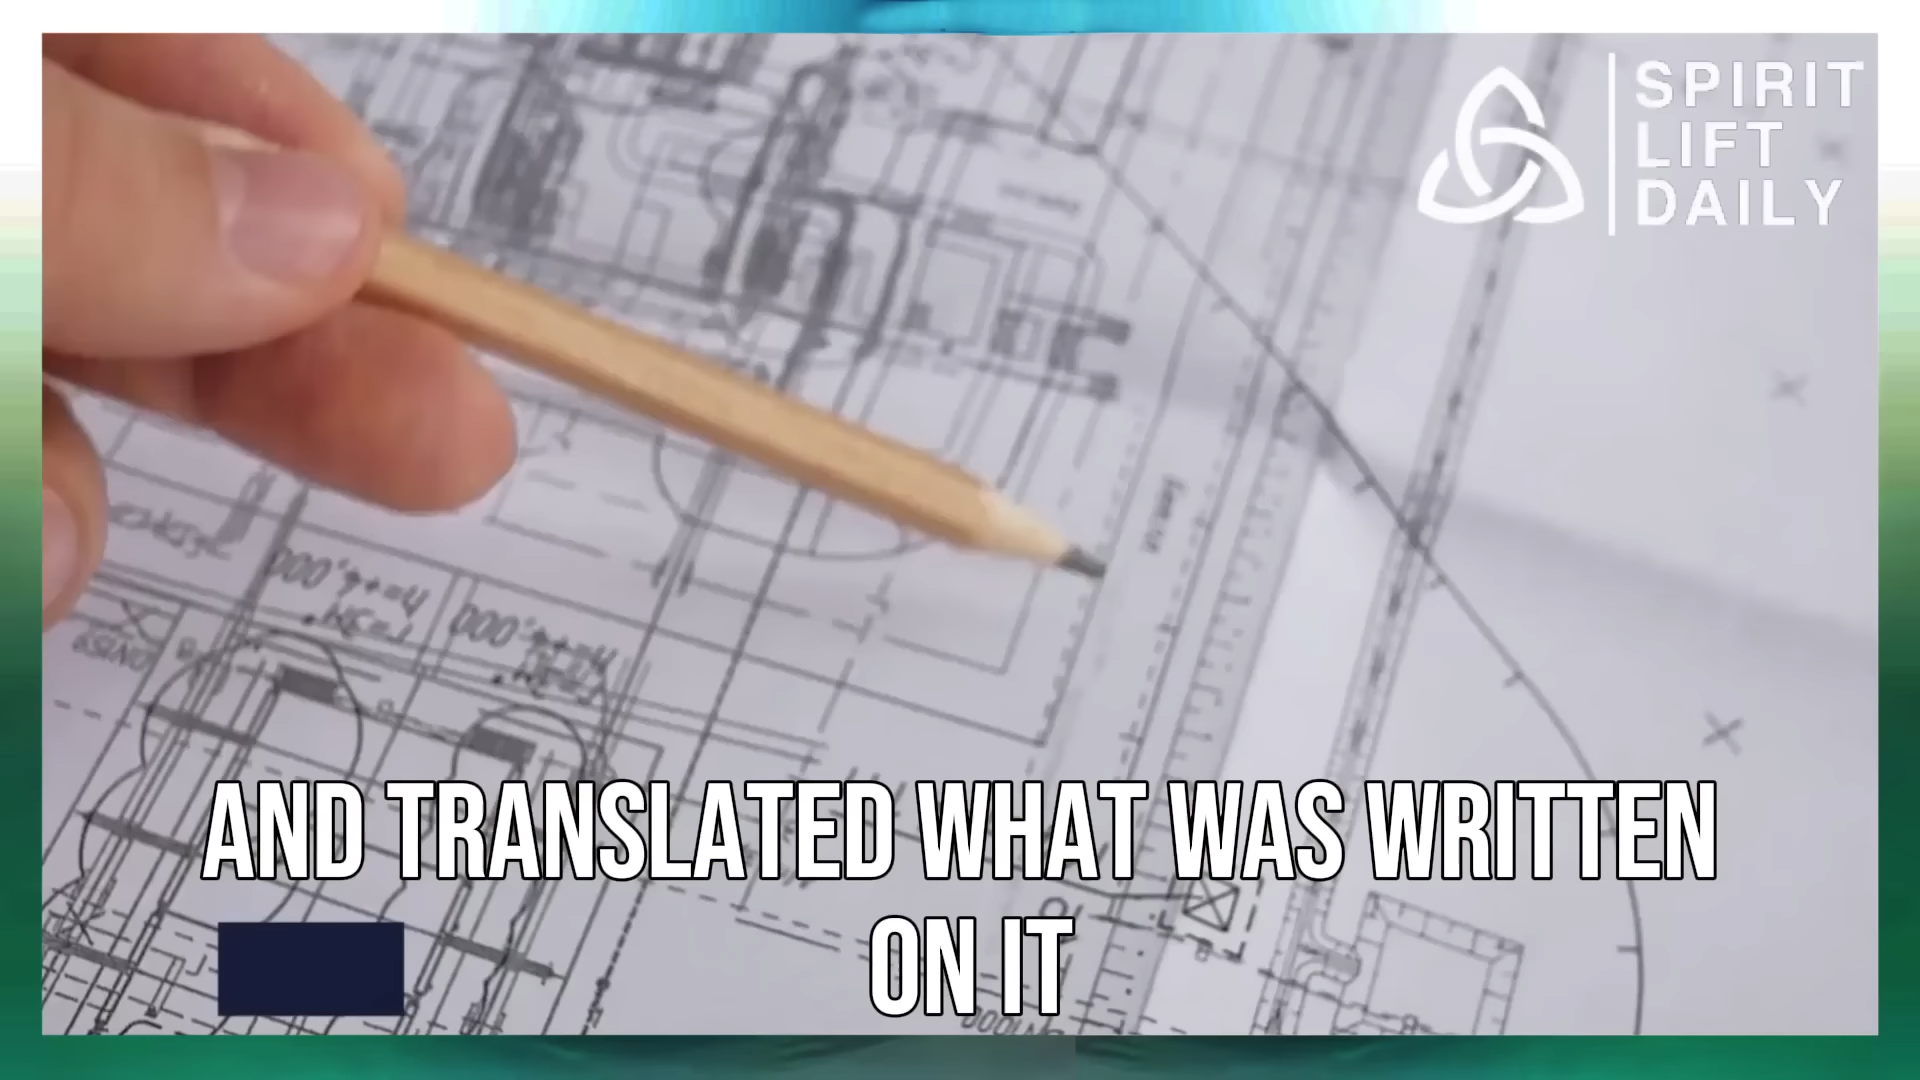 SPIRIT
LIFT
DAILY
AND TRANSLATED WHAT WAS WRITTEN
ON IT